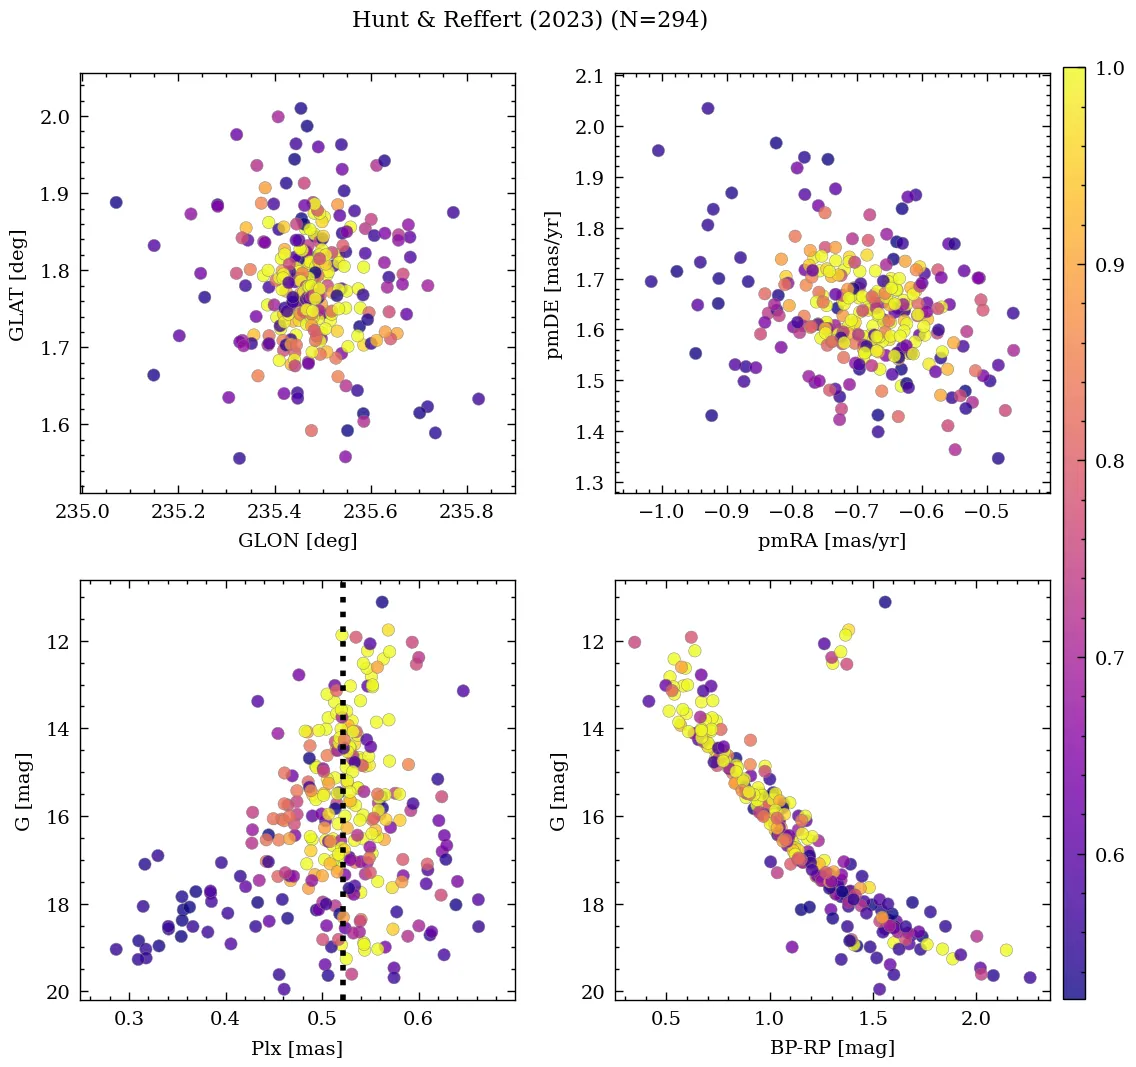 Hunt & Reffert (2023) (N=294)
GLAT [deg]
2.0
1.9
1.8
1.7
1.6
235.0 235.2 235.4 235.6 235.8
GLON [deg]
pmDE [mas/yr]
2.1
2.0
1.9
1.8
1.7
1.6
1.5
1.4
1.3
−1.0 −0.9 −0.8 −0.7 −0.6 −0.5
pmRA [mas/yr]
G [mag]
12
14
16
18
20
0.3 0.4 0.5 0.6
Plx [mas]
G [mag]
12
14
16
18
20
0.5 1.0 1.5 2.0
BP-RP [mag]
1.0
0.9
0.8
0.7
0.6